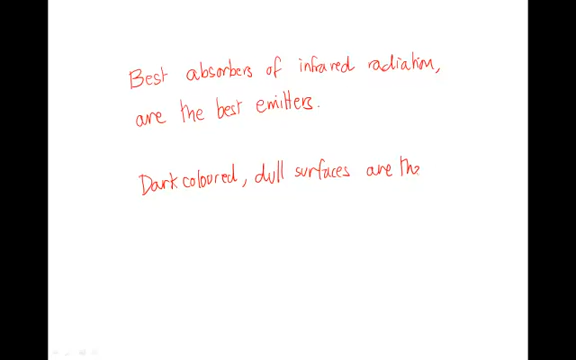 Best absorbers of infrared radiation,
are the best emitters.
Dark coloured, dull surfaces are the